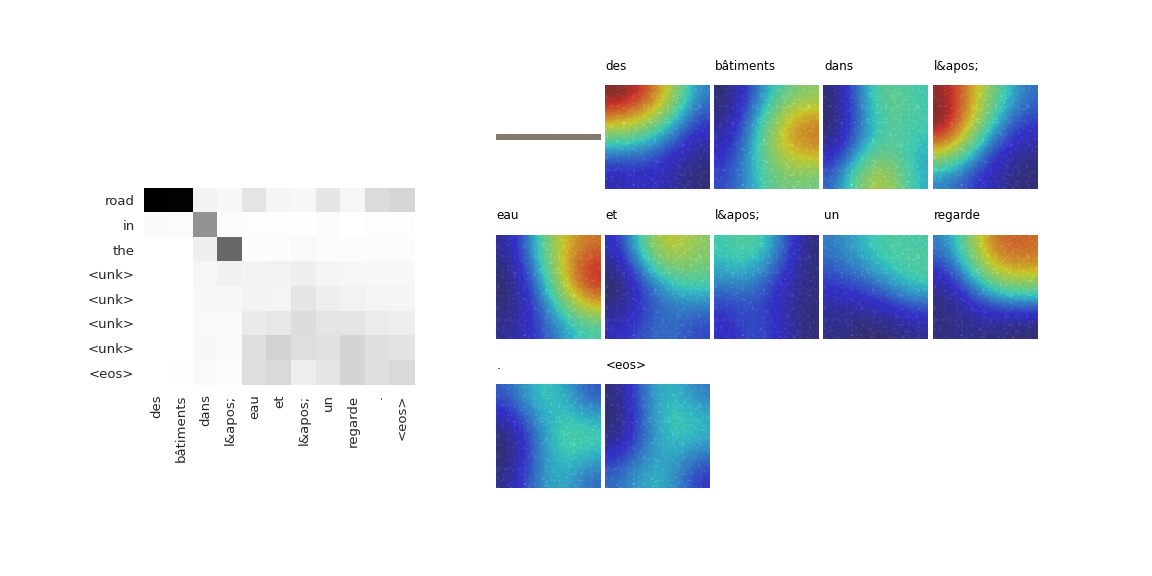 des bâtiments dans l&apos;
eau et l&apos; un regarde
. <eos>
road
in
the
<unk>
<unk>
<unk>
<unk>
<eos>
des bâtiments dans l&apos; eau et l&apos; un regarde . <eos>